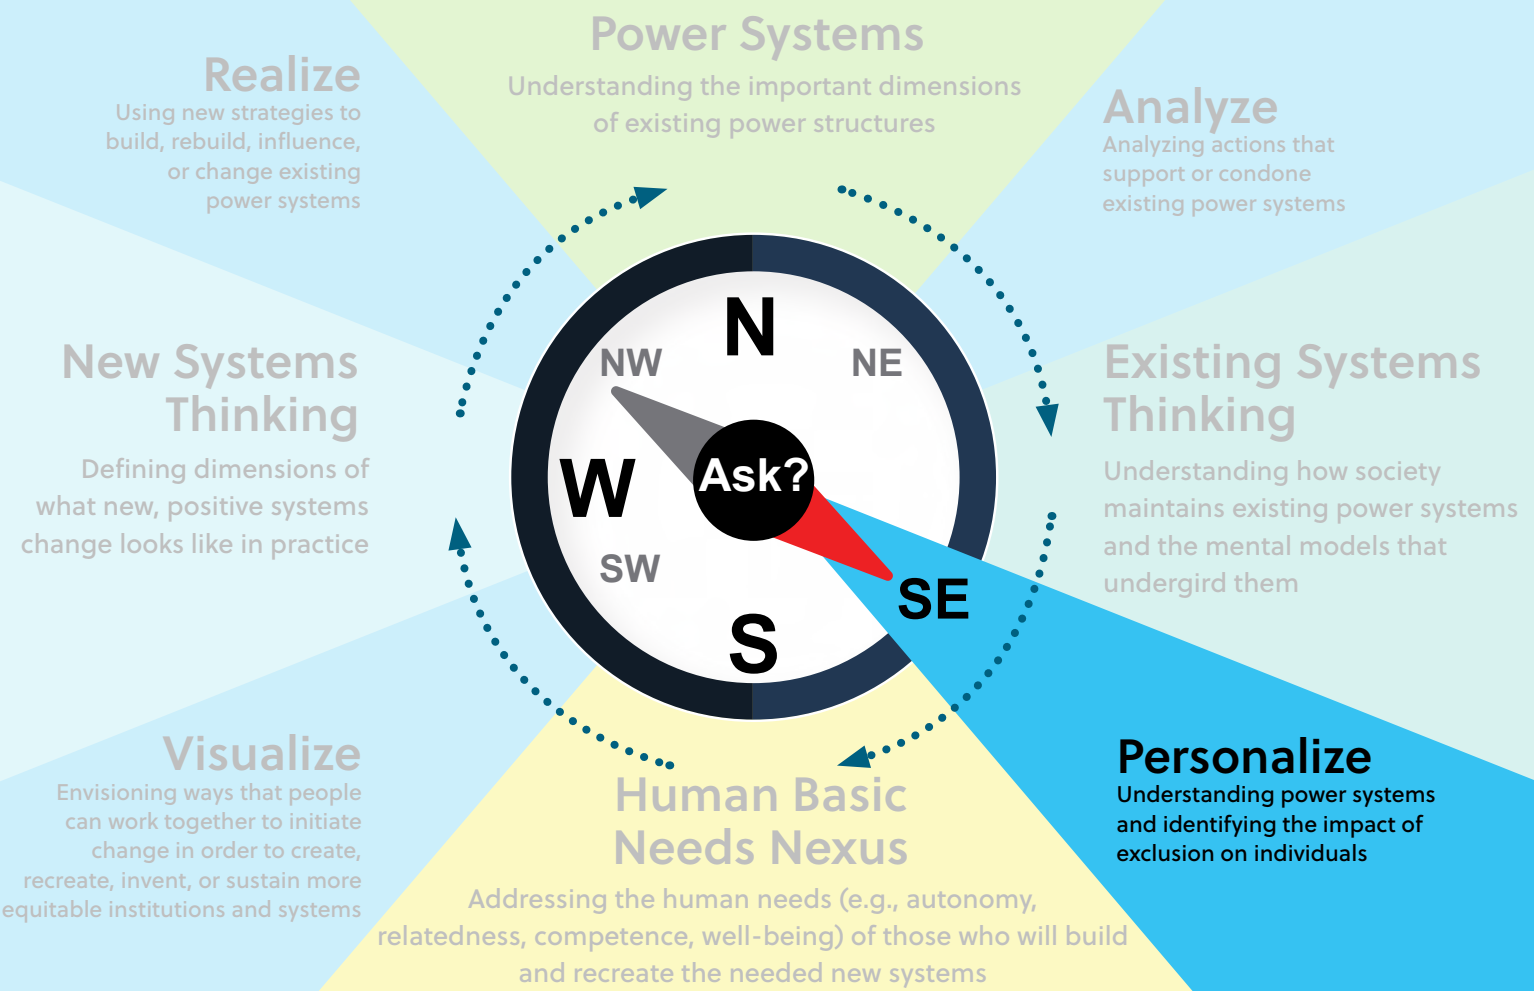 Power Systems
Understanding the important dimensions
of existing power structures
Realize
Using new strategies to
build, rebuild, influence,
or change existing
power systems
Analyze
Analyzing actions that
support or condone
existing power systems
N
NW
NE
W
Ask?
SW
SE
S
New Systems
Thinking
Defining dimensions of
what new, positive systems
change looks like in practice
Existing Systems
Thinking
Understanding how society
maintains existing power systems
and the mental models that
undergird them
Visualize
Envisioning ways that people
can work together to initiate
change in order to create,
recreate, invent, or sustain more
equitable institutions and systems
Human Basic
Needs Nexus
Addressing the human needs (e.g., autonomy,
relatedness, competence, well-being) of those who will build
and recreate the needed new systems
Personalize
Understanding power systems
and identifying the impact of
exclusion on individuals